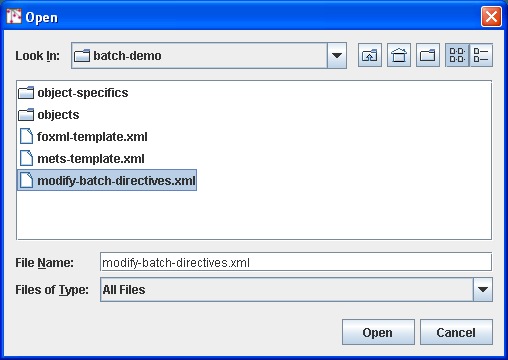 Open
Look In: batch-demo
object-specifics
objects
foxml-template.xml
mets-template.xml
modify-batch-directives.xml
File Name: modify-batch-directives.xml
Files of Type: All Files
Open Cancel